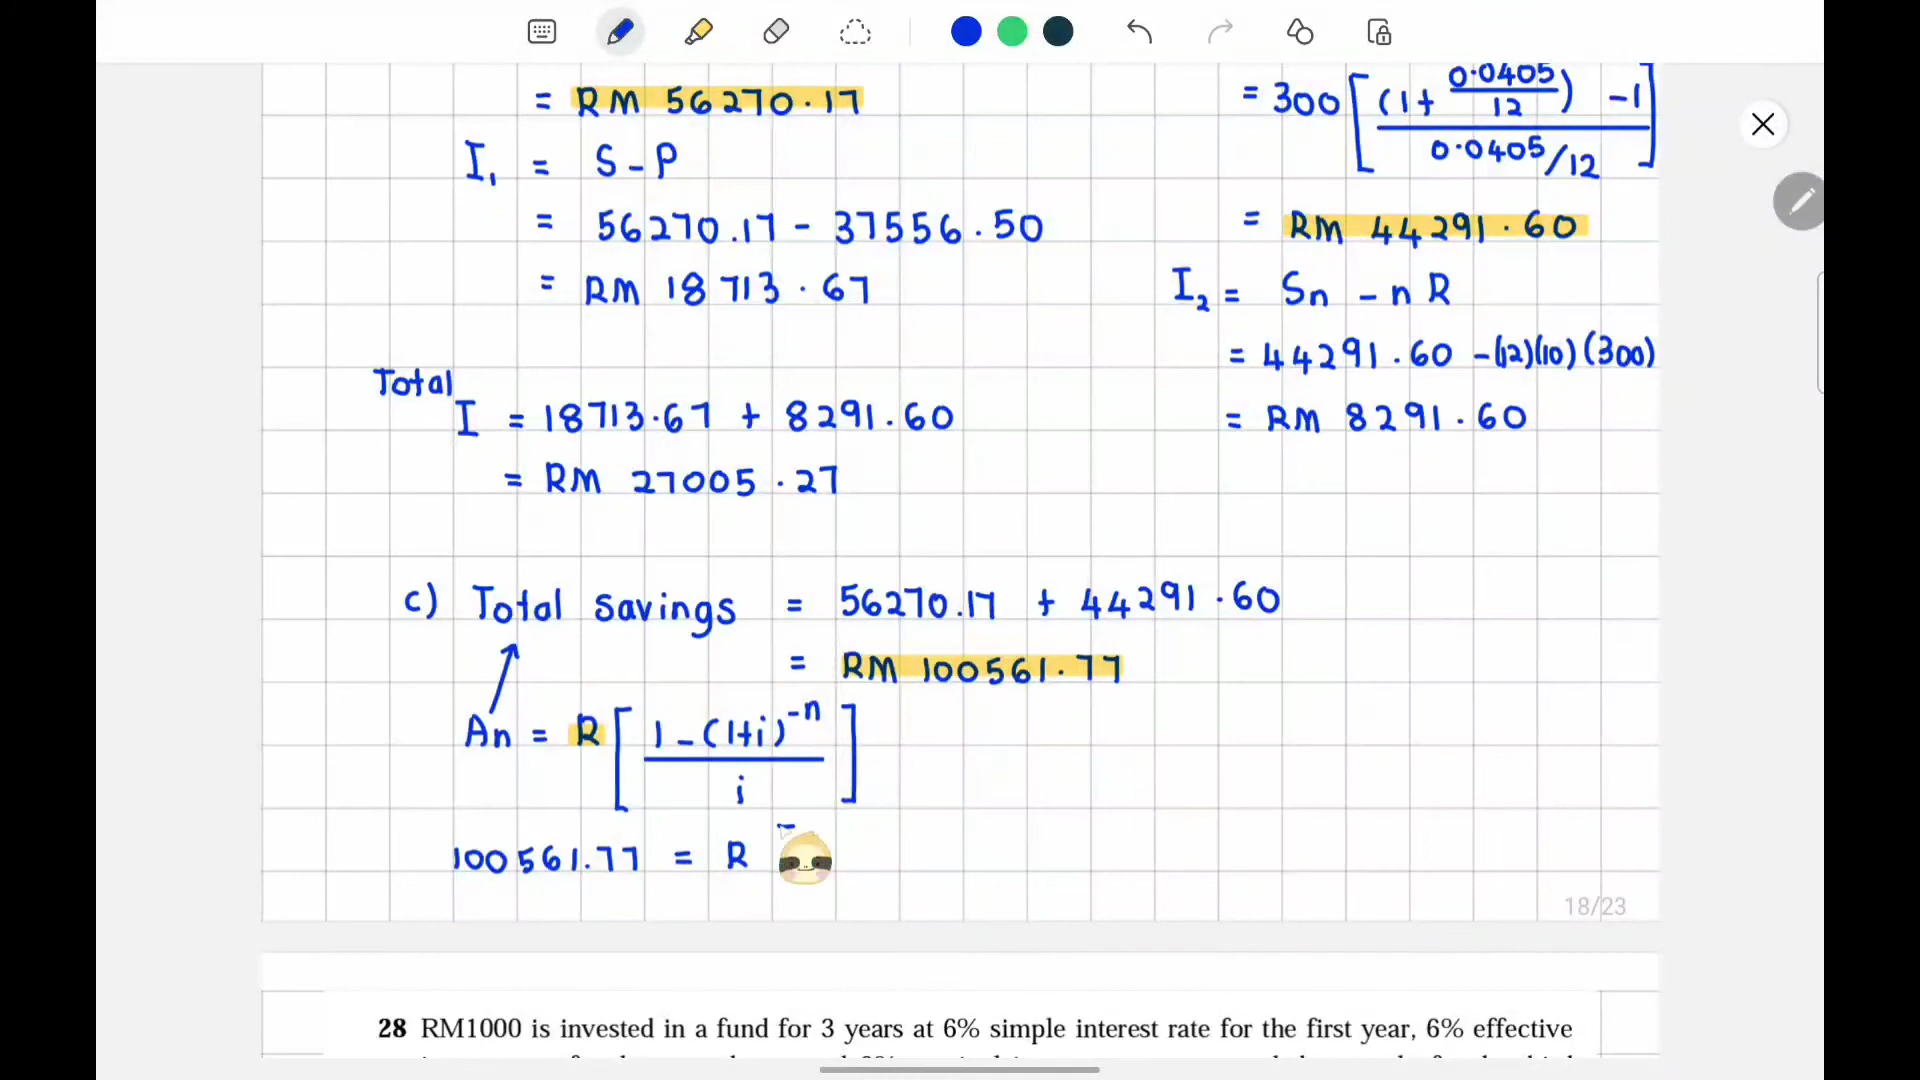 = RM 56270.17
I₁ = S - P
= 56270.17 - 37556.50
= RM 18713.67
Total
I = 18713.67 + 8291.60
= RM 27005.27
= 300 [ (1 + 0.0405/12) - 1 / 0.0405/12 ]
= RM 44291.60
I₂ = Sn - nR
= 44291.60 - (12)(10)(300)
= RM 8291.60
c) Total savings = 56270.17 + 44291.60
= RM 100561.77
An = R [ 1 - (1+i)⁻ⁿ / i ]
100561.77 = R
18/23
28 RM1000 is invested in a fund for 3 years at 6% simple interest rate for the first year, 6% effective